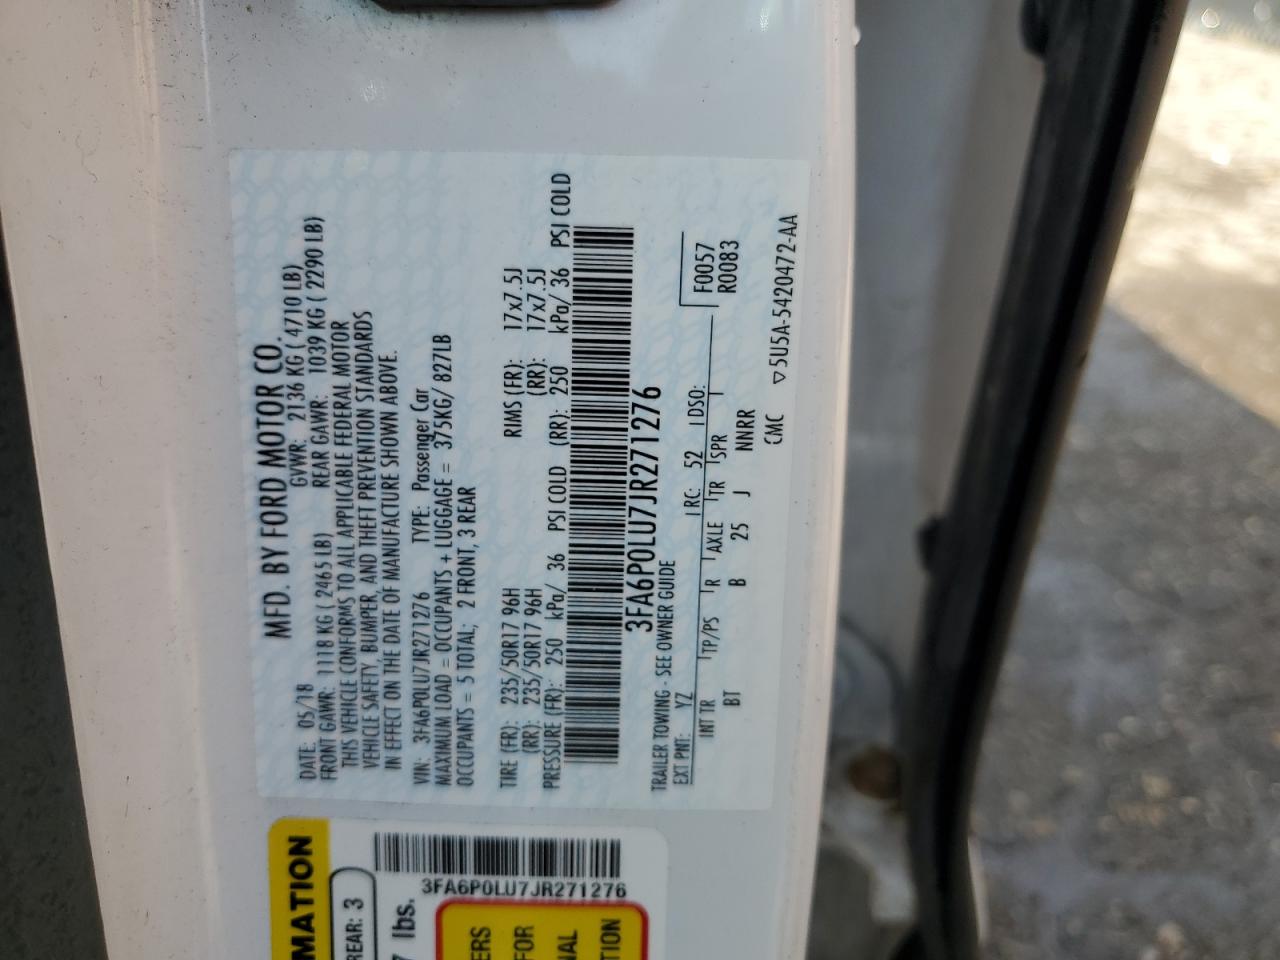 MFD. BY FORD MOTOR CO.
DATE: 05/18 GVWR: 2136 KG ( 4710 LB)
FRONT GAWR: 1118 KG ( 2465 LB) REAR GAWR: 1039 KG ( 2290 LB)
THIS VEHICLE CONFORMS TO ALL APPLICABLE FEDERAL MOTOR
VEHICLE SAFETY, BUMPER, AND THEFT PREVENTION STANDARDS
IN EFFECT ON THE DATE OF MANUFACTURE SHOWN ABOVE.
VIN: 3FA6P0LU7JR271276 TYPE: Passenger Car
MAXIMUM LOAD = OCCUPANTS + LUGGAGE = 375KG/ 827LB
OCCUPANTS = 5 TOTAL; 2 FRONT, 3 REAR
TIRE (FR): 235/50R17 96H RIMS (FR): 17x7.5J
(RR): 235/50R17 96H (RR): 17x7.5J
PRESSURE (FR): 250 kPa/ 36 PSI COLD (RR): 250 kPa/ 36 PSI COLD
3FA6P0LU7JR271276
TRAILER TOWING - SEE OWNER GUIDE
F0057
EXT PNT: YZ RC: 52 DSO: R0083
INT TR TP/PS R AXLE TR SPR
BT B 25 J NNRR
CMC ▽5U5A-5420472-AA
MATION
REAR: 3
7 lbs.
3FA6P0LU7JR271276
ERS
FOR
NAL
TION